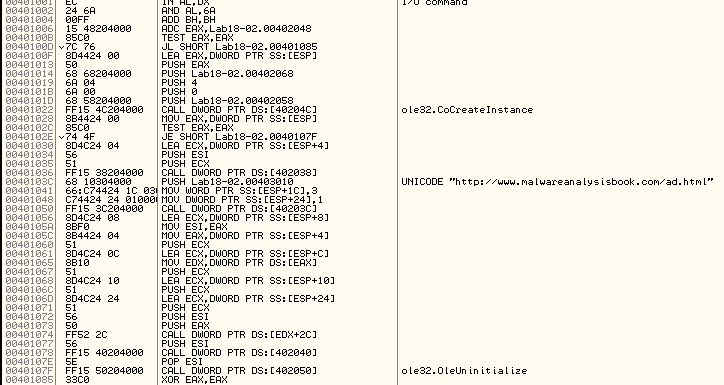 00401001 EC IN AL,DX I/O command
00401002 24 6A AND AL,6A
00401004 00FF ADD BH,BH
00401006 15 48204000 ADC EAX,Lab18-02.00402048
0040100B 85C0 TEST EAX,EAX
0040100D 7C 76 JL SHORT Lab18-02.00401085
0040100F 8D4424 00 LEA EAX,DWORD PTR SS:[ESP]
00401013 50 PUSH EAX
00401014 68 68204000 PUSH Lab18-02.00402068
00401019 6A 04 PUSH 4
0040101B 6A 00 PUSH 0
0040101D 68 58204000 PUSH Lab18-02.00402058
00401022 FF15 4C204000 CALL DWORD PTR DS:[40204C] ole32.CoCreateInstance
00401028 8B4424 00 MOV EAX,DWORD PTR SS:[ESP]
0040102C 85C0 TEST EAX,EAX
0040102E 74 4F JE SHORT Lab18-02.0040107F
00401030 8D4C24 04 LEA ECX,DWORD PTR SS:[ESP+4]
00401034 56 PUSH ESI
00401035 51 PUSH ECX
00401036 FF15 38204000 CALL DWORD PTR DS:[402038]
0040103C 68 10304000 PUSH Lab18-02.00403010 UNICODE "http://www.malwareanalysisbook.com/ad.html"
00401041 66:C74424 1C 030 MOV WORD PTR SS:[ESP+1C],3
00401048 C74424 24 01000 MOV DWORD PTR SS:[ESP+24],1
00401050 FF15 3C204000 CALL DWORD PTR DS:[40203C]
00401056 8D4C24 08 LEA ECX,DWORD PTR SS:[ESP+8]
0040105A 8BF0 MOV ESI,EAX
0040105C 8B4424 04 MOV EAX,DWORD PTR SS:[ESP+4]
00401060 51 PUSH ECX
00401061 8D4C24 0C LEA ECX,DWORD PTR SS:[ESP+C]
00401065 8B10 MOV EDX,DWORD PTR DS:[EAX]
00401067 51 PUSH ECX
00401068 8D4C24 10 LEA ECX,DWORD PTR SS:[ESP+10]
0040106C 51 PUSH ECX
0040106D 8D4C24 24 LEA ECX,DWORD PTR SS:[ESP+24]
00401071 51 PUSH ECX
00401072 56 PUSH ESI
00401073 50 PUSH EAX
00401074 FF52 2C CALL DWORD PTR DS:[EDX+2C]
00401077 56 PUSH ESI
00401078 FF15 40204000 CALL DWORD PTR DS:[402040]
0040107E 5E POP ESI
0040107F FF15 50204000 CALL DWORD PTR DS:[402050] ole32.OleUninitialize
00401085 33C0 XOR EAX,EAX